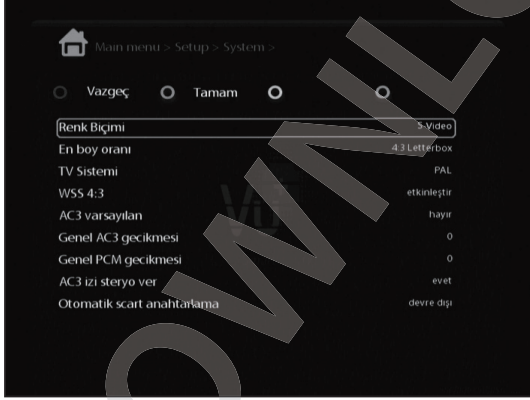 Main menu > Setup > System >
Vazgeç Tamam
Renk Biçimi S-Video
En boy oranı 4:3 Letterbox
TV Sistemi PAL
WSS 4:3 etkinleştir
AC3 varsayılan hayır
Genel AC3 gecikmesi 0
Genel PCM gecikmesi 0
AC3 izi steryo ver evet
Otomatik scart anahtarlama devre dışı